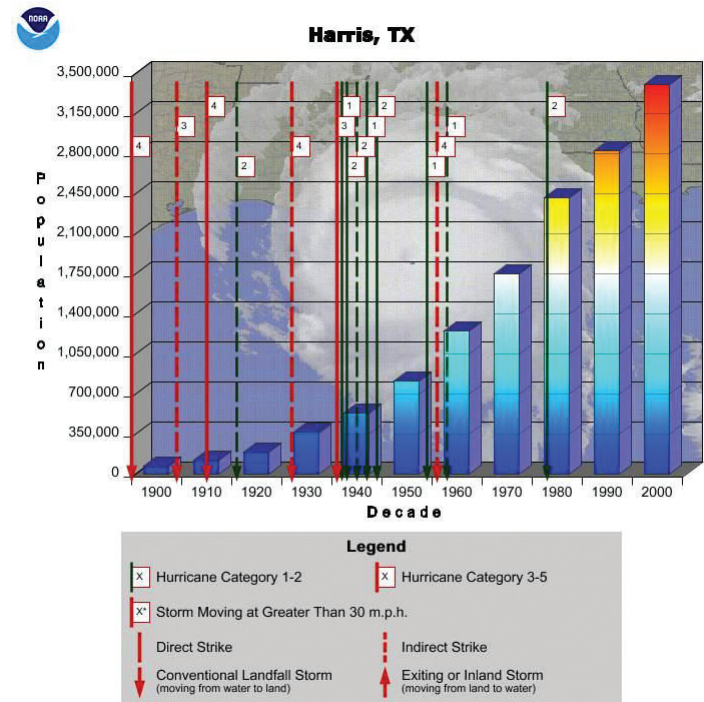 NOAA
Harris, TX
3,500,000
3,150,000
2,800,000
2,450,000
2,100,000
1,750,000
1,400,000
1,050,000
700,000
350,000
0
Population
4
3
4
2
4
3
1
2
2
1
2
1
4
1
2
1900 1910 1920 1930 1940 1950 1960 1970 1980 1990 2000
Decade
Legend
X Hurricane Category 1-2
X Hurricane Category 3-5
X* Storm Moving at Greater Than 30 m.p.h.
Direct Strike
Indirect Strike
Conventional Landfall Storm
(moving from water to land)
Exiting or Inland Storm
(moving from land to water)